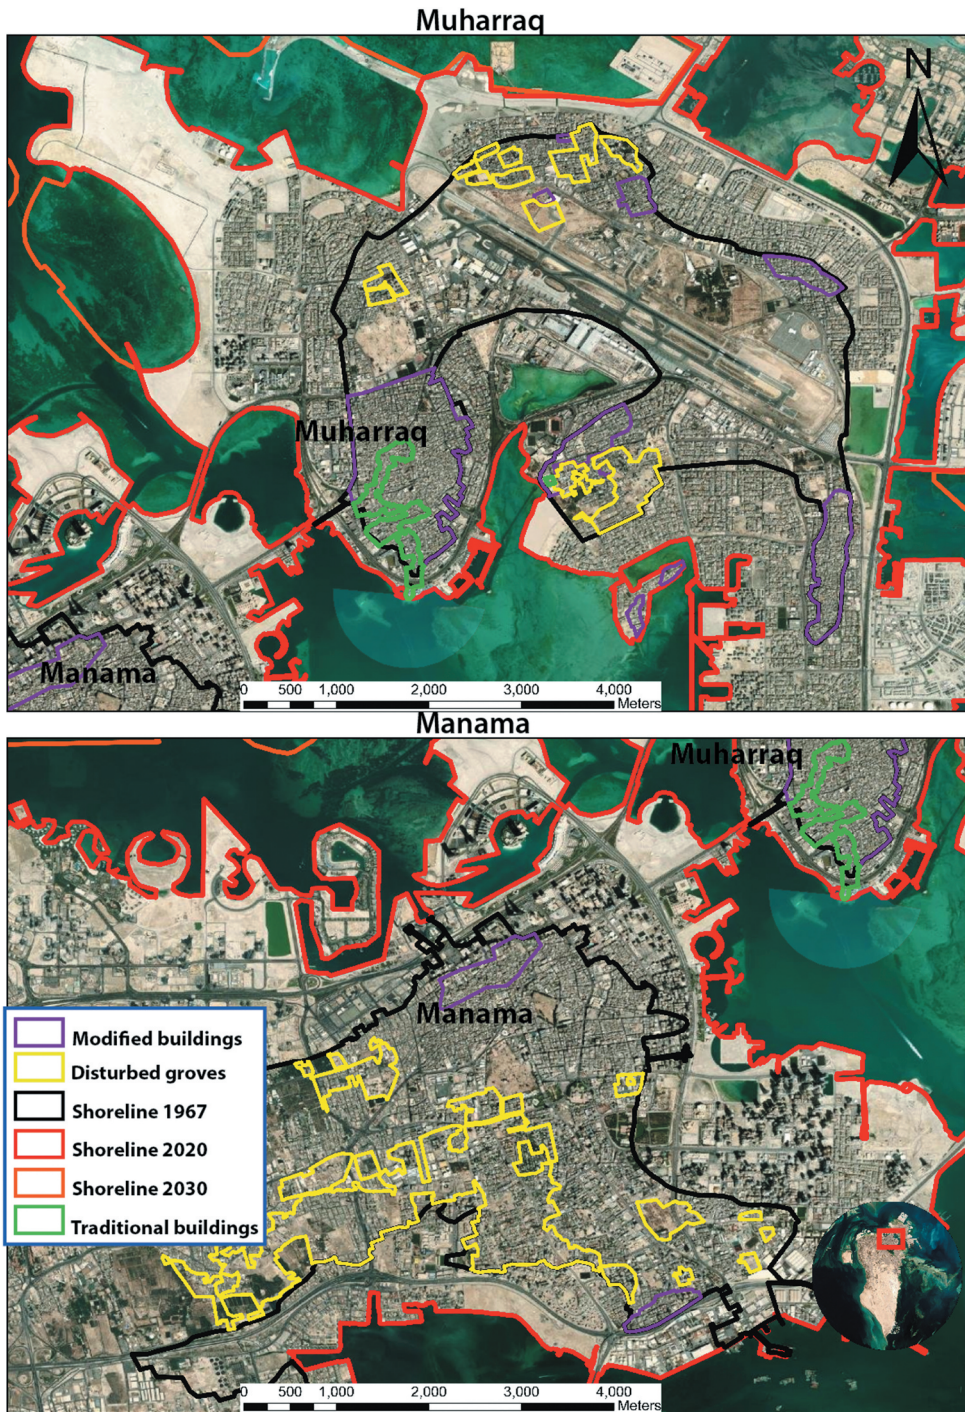 Muharraq
N
Muharraq
Manama
0 500 1,000 2,000 3,000 4,000
Meters
Manama
Muharraq
Manama
Modified buildings
Disturbed groves
Shoreline 1967
Shoreline 2020
Shoreline 2030
Traditional buildings
0 500 1,000 2,000 3,000 4,000
Meters